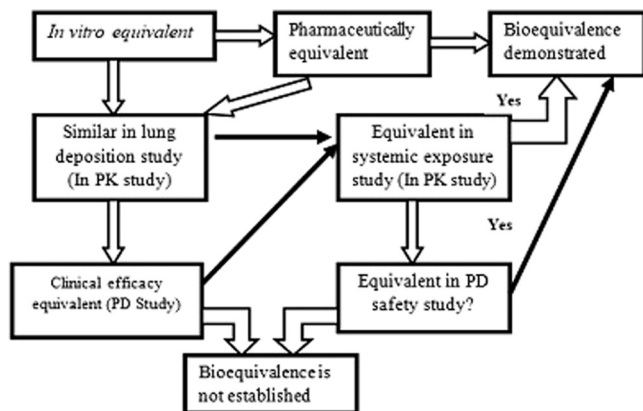 In vitro equivalent
Pharmaceutically
equivalent
Bioequivalence
demonstrated
Yes
Similar in lung
deposition study
(In PK study)
Equivalent in
systemic exposure
study (In PK study)
Yes
Clinical efficacy
equivalent (PD Study)
Equivalent in PD
safety study?
Bioequivalence is
not established